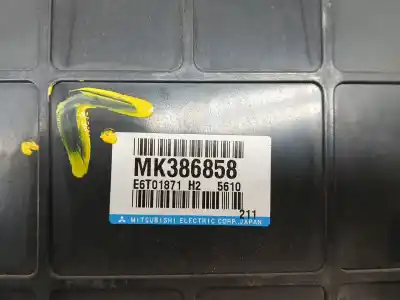 MK386858
E6T01871 H2 5610
211
MITSUBISHI ELECTRIC CORP. JAPAN